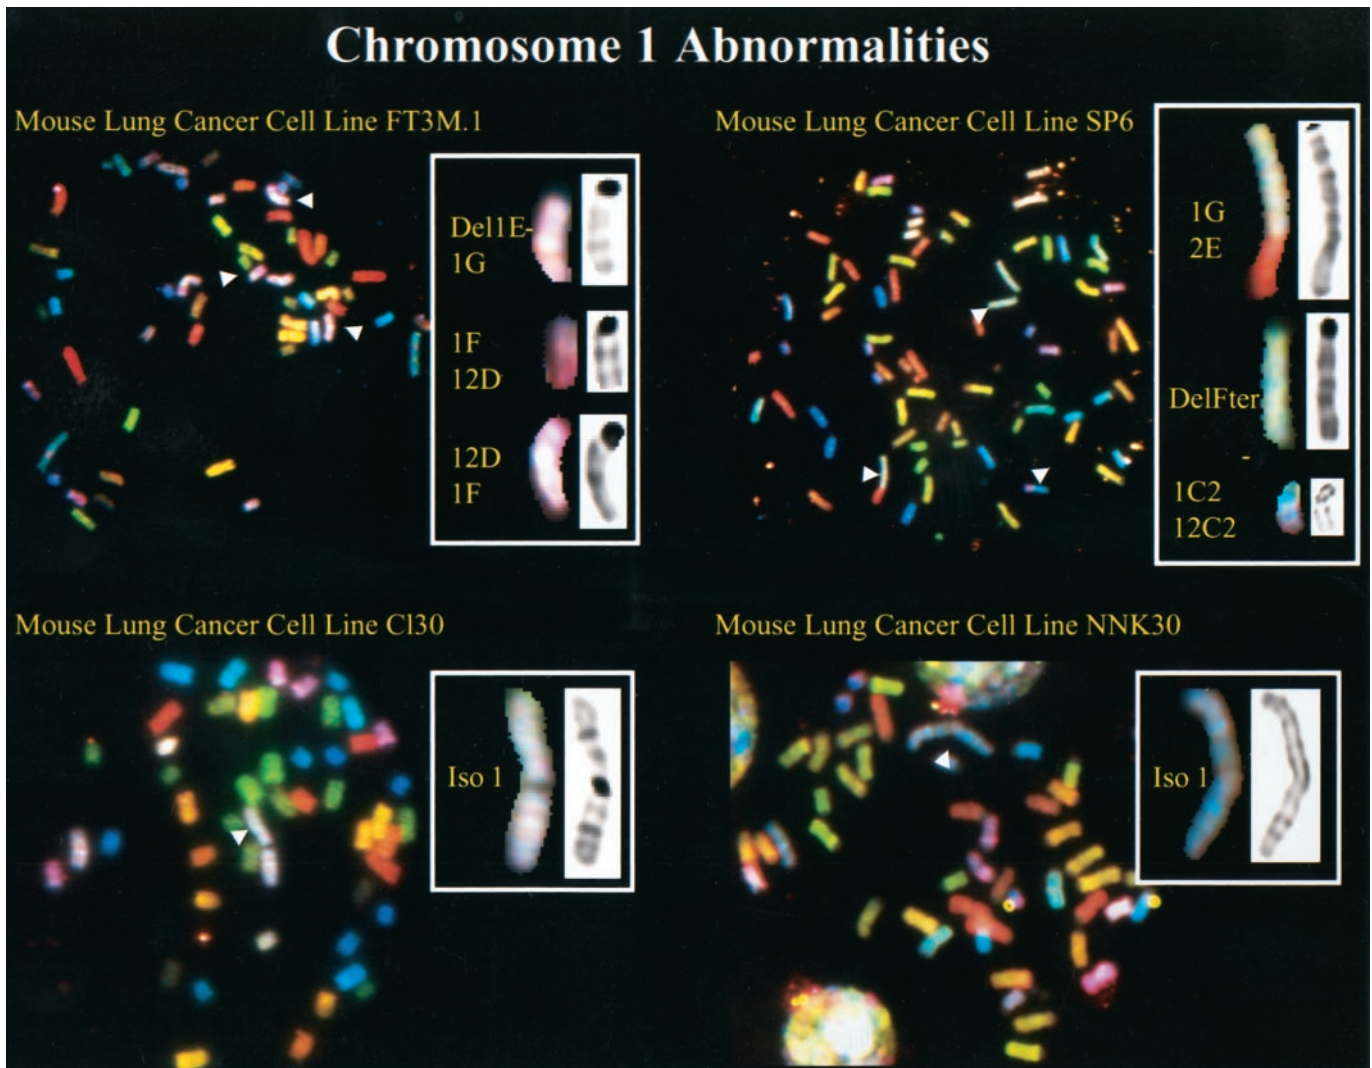 Chromosome 1 Abnormalities
Mouse Lung Cancer Cell Line FT3M.1
Del1E-
1G
1F
12D
12D
1F
Mouse Lung Cancer Cell Line SP6
1G
2E
DelFter
-
1C2
12C2
Mouse Lung Cancer Cell Line Cl30
Iso 1
Mouse Lung Cancer Cell Line NNK30
Iso 1